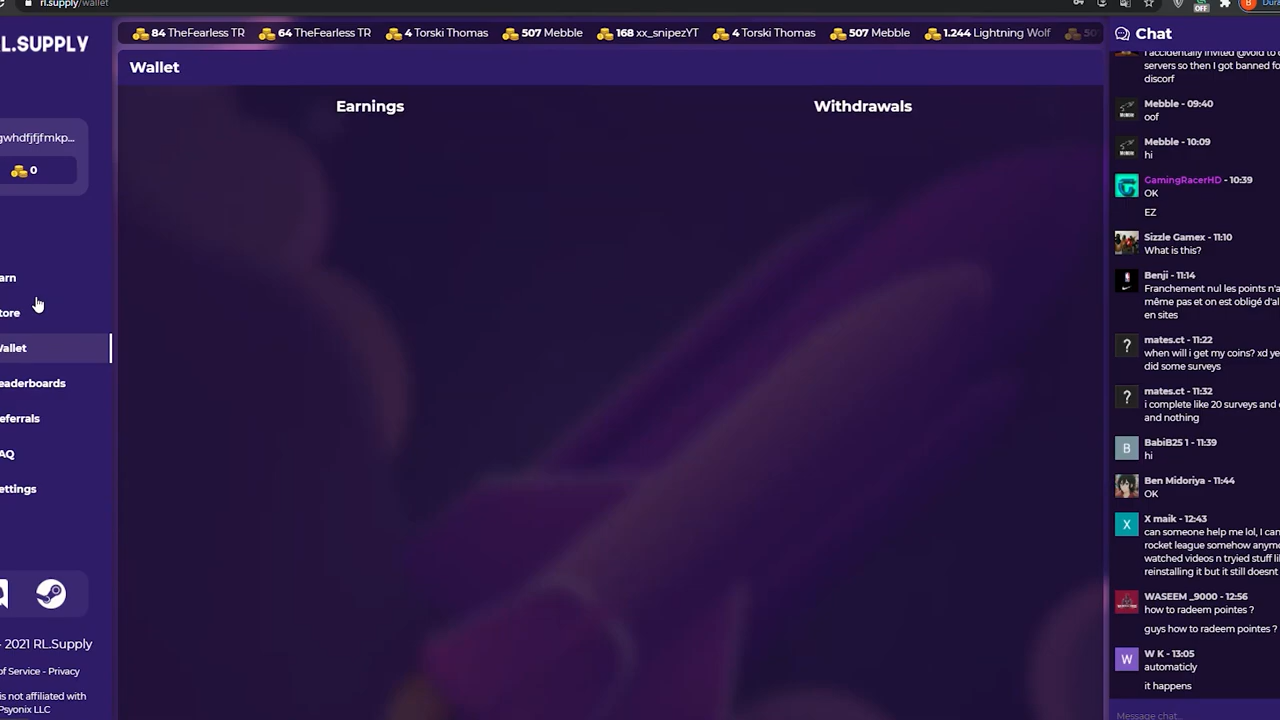 rl.supply/wallet
L.SUPPLY
gwhdfjfjfmkp...
0
arn
tore
Wallet
eaderboards
eferrals
AQ
ettings
- 2021 RL.Supply
of Service - Privacy
is not affiliated with
Psyonix LLC
84 TheFearless TR 64 TheFearless TR 4 Torski Thomas 507 Mebble 168 xx_snipezYT 4 Torski Thomas 507 Mebble 1.244 Lightning Wolf 50
Wallet
Earnings Withdrawals
Chat
servers so then I got banned fo
discorf
Mebble - 09:40
oof
Mebble - 10:09
hi
GamingRacerHD - 10:39
OK
EZ
Sizzle Gamex - 11:10
What is this?
Benji - 11:14
Franchement nul les points n'a
même pas et on est obligé d'al
en sites
mates.ct - 11:22
when will i get my coins? xd ye
did some surveys
mates.ct - 11:32
i complete like 20 surveys and
and nothing
B
BabiB25 1 - 11:39
hi
Ben Midoriya - 11:44
OK
X
X maik - 12:43
can someone help me lol, I can
rocket league somehow anymo
watched videos n tryied stuff li
reinstalling it but it still doesnt
WASEEM _9000 - 12:56
how to radeem pointes ?
guys how to radeem pointes ?
W
W K - 13:05
automaticly
it happens
Message chat...